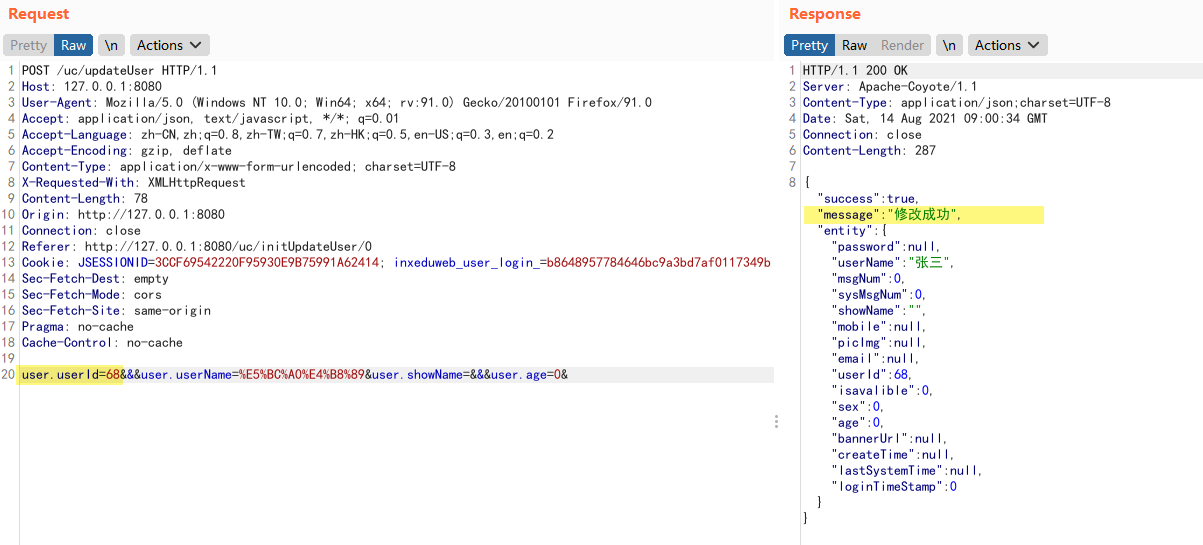 Request
Pretty Raw \n Actions
1 POST /uc/updateUser HTTP/1.1
2 Host: 127.0.0.1:8080
3 User-Agent: Mozilla/5.0 (Windows NT 10.0; Win64; x64; rv:91.0) Gecko/20100101 Firefox/91.0
4 Accept: application/json, text/javascript, */*; q=0.01
5 Accept-Language: zh-CN,zh;q=0.8,zh-TW;q=0.7,zh-HK;q=0.5,en-US;q=0.3,en;q=0.2
6 Accept-Encoding: gzip, deflate
7 Content-Type: application/x-www-form-urlencoded; charset=UTF-8
8 X-Requested-With: XMLHttpRequest
9 Content-Length: 78
10 Origin: http://127.0.0.1:8080
11 Connection: close
12 Referer: http://127.0.0.1:8080/uc/initUpdateUser/0
13 Cookie: JSESSIONID=3CCF69542220F95930E9B75991A62414; inxeduweb_user_login_=b8648957784646bc9a3bd7af0117349b
14 Sec-Fetch-Dest: empty
15 Sec-Fetch-Mode: cors
16 Sec-Fetch-Site: same-origin
17 Pragma: no-cache
18 Cache-Control: no-cache
19
20 user.userId=68&&&user.userName=%E5%BC%A0%E4%B8%89&user.showName=&&&user.age=0&
Response
Pretty Raw Render \n Actions
1 HTTP/1.1 200 OK
2 Server: Apache-Coyote/1.1
3 Content-Type: application/json;charset=UTF-8
4 Date: Sat, 14 Aug 2021 09:00:34 GMT
5 Connection: close
6 Content-Length: 287
7
8 {
"success":true,
"message":"修改成功",
"entity":{
"password":null,
"userName":"张三",
"msgNum":0,
"sysMsgNum":0,
"showName":"",
"mobile":null,
"picImg":null,
"email":null,
"userId":68,
"isavalible":0,
"sex":0,
"age":0,
"bannerUrl":null,
"createTime":null,
"lastSystemTime":null,
"loginTimeStamp":0
}
}